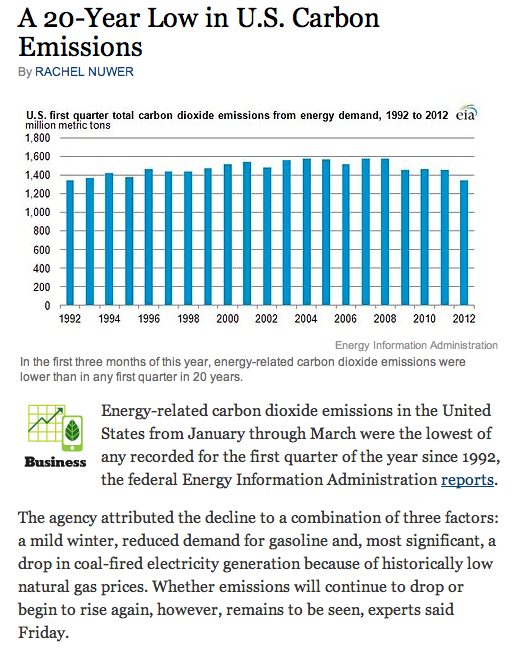 A 20-Year Low in U.S. Carbon
Emissions
By RACHEL NUWER
U.S. first quarter total carbon dioxide emissions from energy demand, 1992 to 2012 eia
million metric tons
1,800
1,600
1,400
1,200
1,000
800
600
400
200
0
1992 1994 1996 1998 2000 2002 2004 2006 2008 2010 2012
Energy Information Administration
In the first three months of this year, energy-related carbon dioxide emissions were
lower than in any first quarter in 20 years.
Business
Energy-related carbon dioxide emissions in the United
States from January through March were the lowest of
any recorded for the first quarter of the year since 1992,
the federal Energy Information Administration reports.
The agency attributed the decline to a combination of three factors:
a mild winter, reduced demand for gasoline and, most significant, a
drop in coal-fired electricity generation because of historically low
natural gas prices. Whether emissions will continue to drop or
begin to rise again, however, remains to be seen, experts said
Friday.